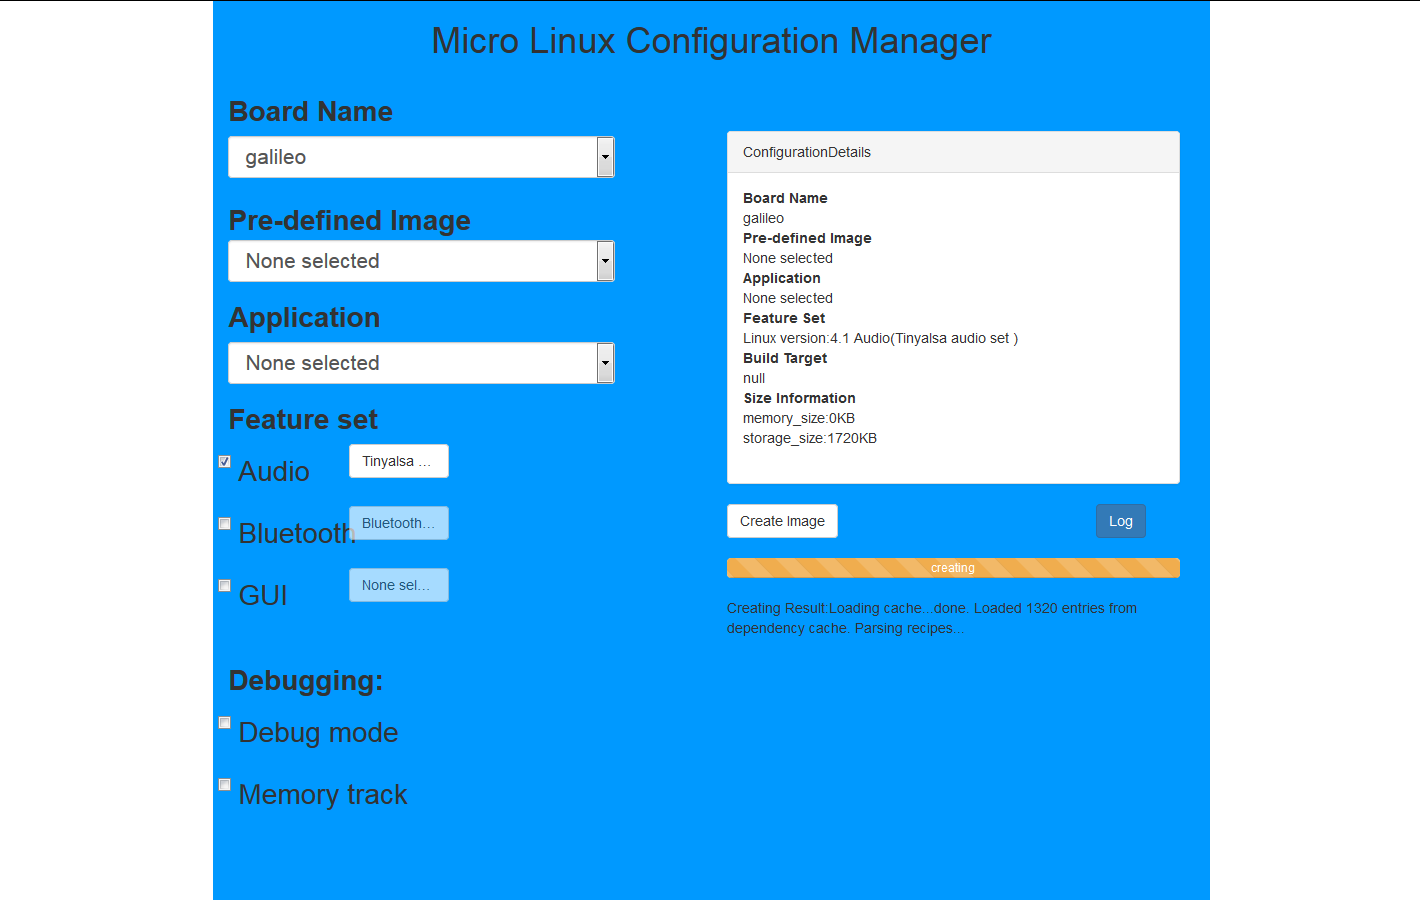 Micro Linux Configuration Manager
Board Name
galileo
Pre-defined Image
None selected
Application
None selected
Feature set
Audio
Tinyalsa ...
Bluetooth
Bluetooth...
GUI
None sel...
Debugging:
Debug mode
Memory track
ConfigurationDetails
Board Name
galileo
Pre-defined Image
None selected
Application
None selected
Feature Set
Linux version:4.1 Audio(Tinyalsa audio set )
Build Target
null
Size Information
memory_size:0KB
storage_size:1720KB
Create Image
Log
creating
Creating Result:Loading cache...done. Loaded 1320 entries from
dependency cache. Parsing recipes...